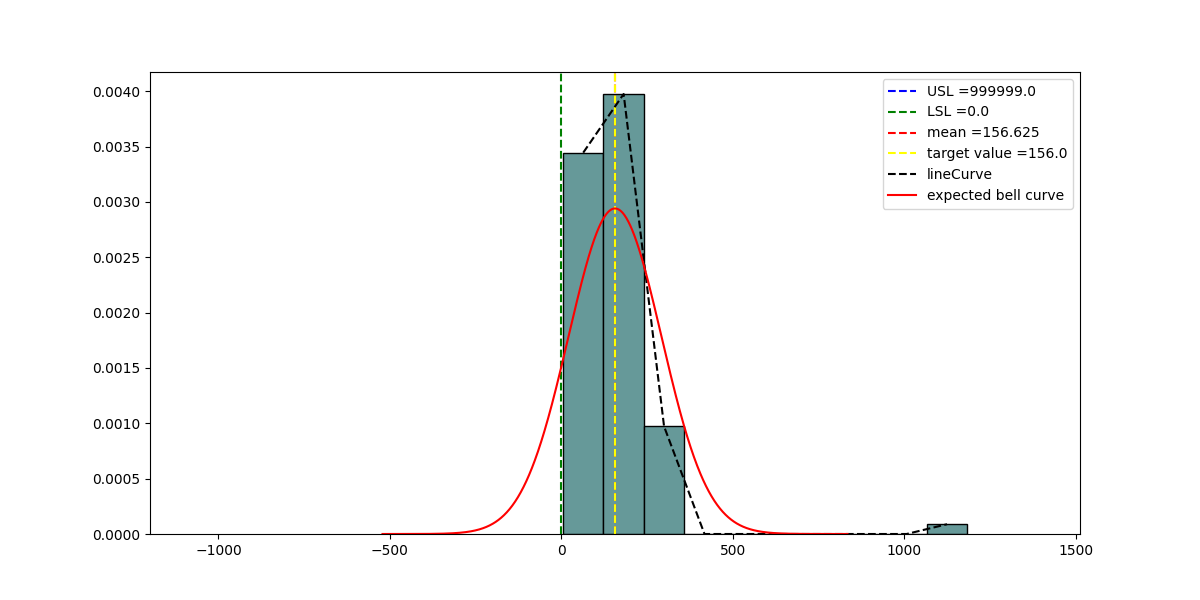 0.0040
0.0035
0.0030
0.0025
0.0020
0.0015
0.0010
0.0005
0.0000
−1000
−500
0
500
1000
1500
USL =999999.0
LSL =0.0
mean =156.625
target value =156.0
lineCurve
expected bell curve